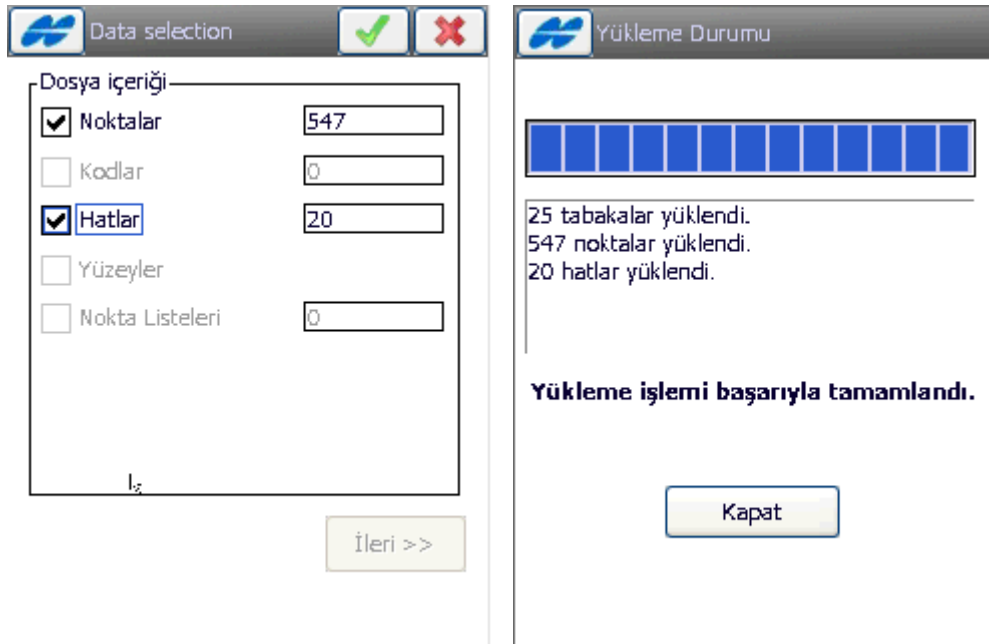 Data selection
Dosya içeriği
Noktalar 547
Kodlar 0
Hatlar 20
Yüzeyler
Nokta Listeleri 0
İleri >>
Yükleme Durumu
25 tabakalar yüklendi.
547 noktalar yüklendi.
20 hatlar yüklendi.
Yükleme işlemi başarıyla tamamlandı.
Kapat